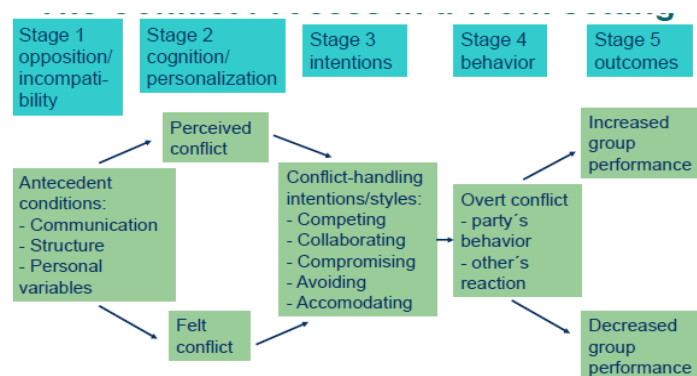 Stage 1
opposition/
incompati-
bility
Stage 2
cognition/
personalization
Stage 3
intentions
Stage 4
behavior
Stage 5
outcomes
Perceived
conflict
Increased
group
performance
Antecedent
conditions:
- Communication
- Structure
- Personal
variables
Conflict-handling
intentions/styles:
- Competing
- Collaborating
- Compromising
- Avoiding
- Accomodating
Overt conflict
- party´s
behavior
- other´s
reaction
Felt
conflict
Decreased
group
performance